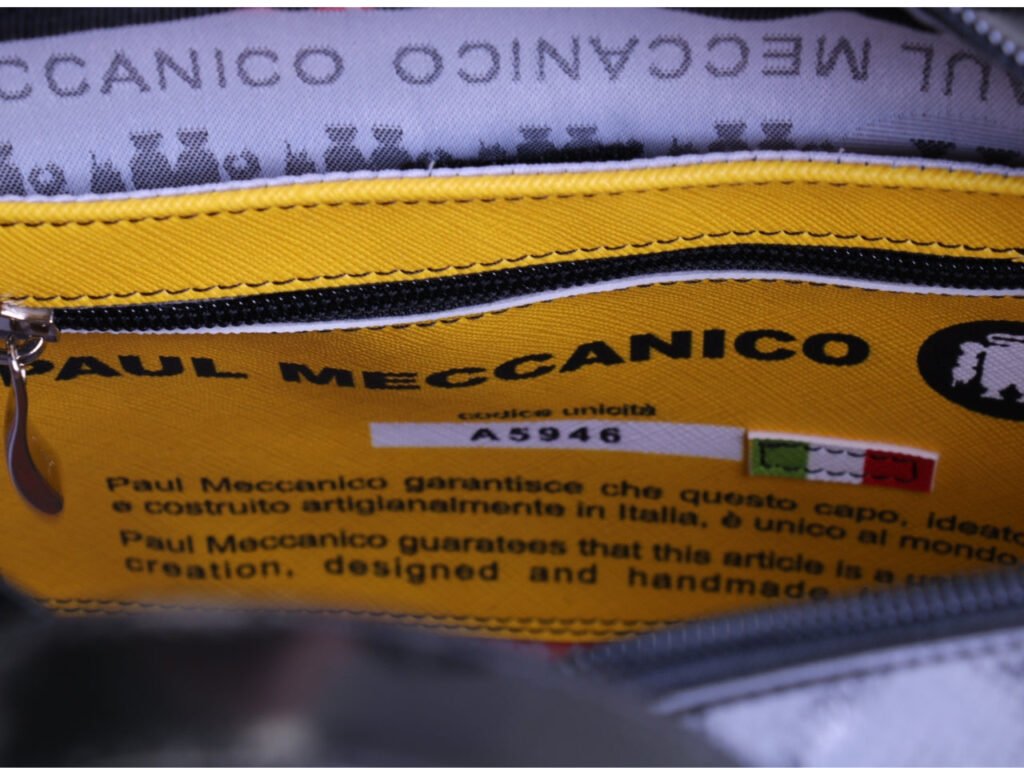 CCANICO AUL MECCANICO
PAUL MECCANICO
codice unicità
A5946
Paul Meccanico garantisce che questo capo, ideato
e costruito artigianalmente in Italia, è unico al mondo
Paul Meccanico guaratees that this article is a
creation, designed and handmade